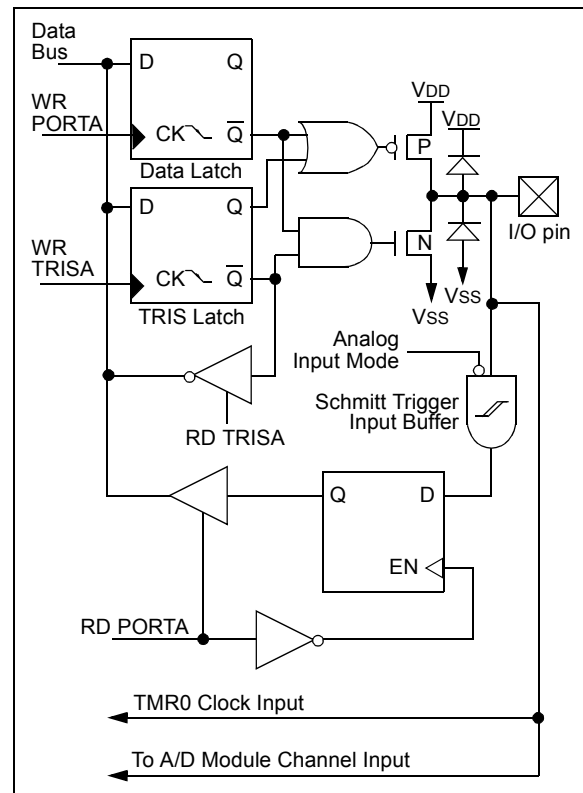 Data
Bus
D Q
WR
PORTA
CK Q
Data Latch
VDD
VDD
P
I/O pin
D Q
WR
TRISA
CK Q
TRIS Latch
N
VSS
VSS
Analog
Input Mode
Schmitt Trigger
Input Buffer
RD TRISA
Q D
EN
RD PORTA
TMR0 Clock Input
To A/D Module Channel Input